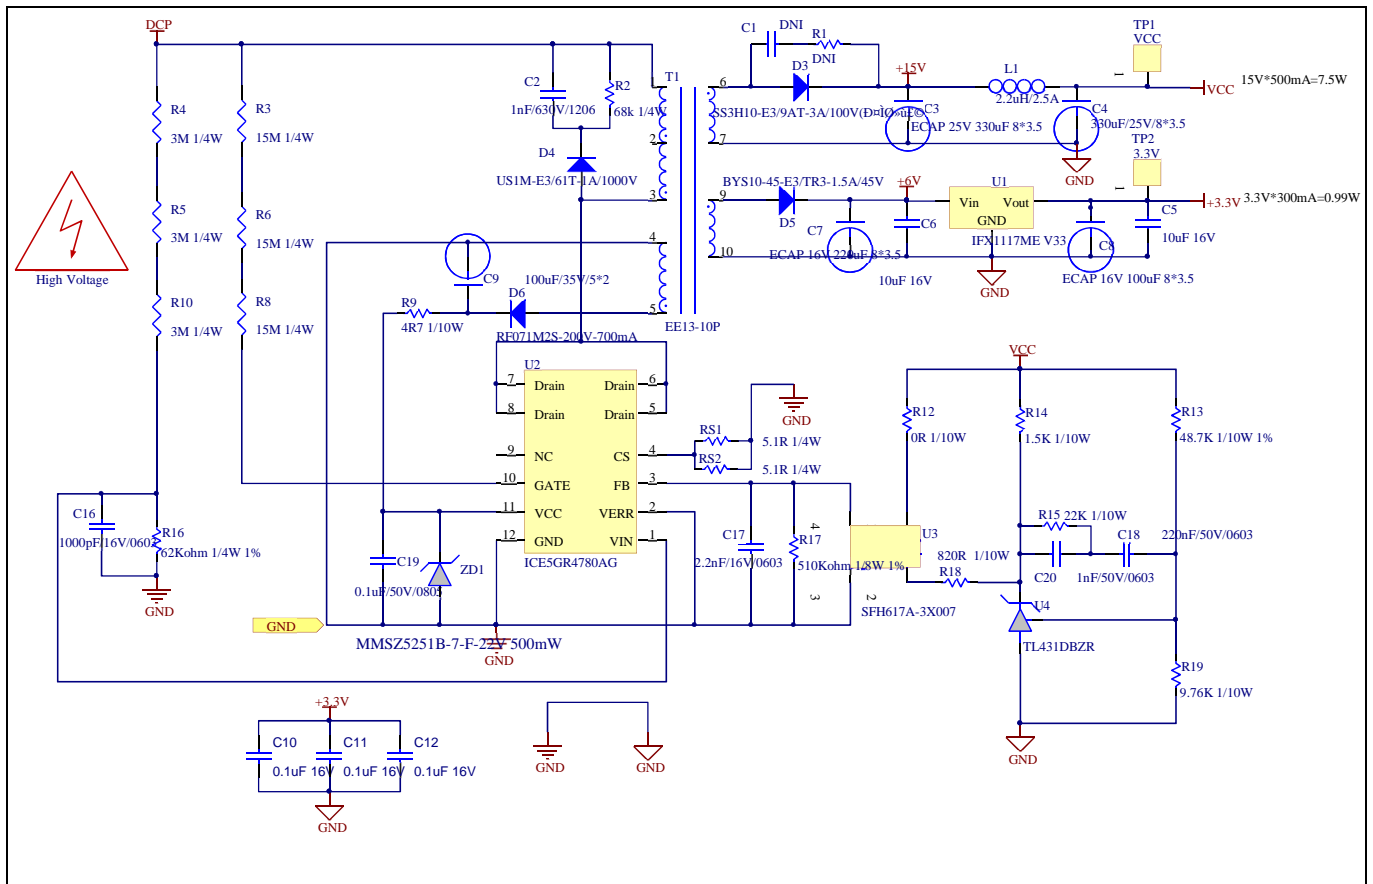 DCP
C1
DNI
R1
DNI
TP1
VCC
1
C2
1nF/630V/1206
R2
68k 1/4W
T1
1
2
3
4
5
6
7
9
10
EE13-10P
D3
SS3H10-E3/9AT-3A/100V
+15V
C3
ECAP 25V 330uF 8*3.5
L1
2.2uH/2.5A
C4
330uF/25V/8*3.5
VCC
15V*500mA=7.5W
GND
TP2
3.3V
1
R4
3M 1/4W
R3
15M 1/4W
D4
US1M-E3/61T-1A/1000V
BYS10-45-E3/TR3-1.5A/45V
D5
+6V
C7
ECAP 16V 220uF 8*3.5
C6
10uF 16V
U1
Vin
Vout
GND
IFX1117ME V33
C8
ECAP 16V 100uF 8*3.5
C5
10uF 16V
+3.3V
3.3V*300mA=0.99W
GND
High Voltage
R5
3M 1/4W
R6
15M 1/4W
R10
3M 1/4W
R8
15M 1/4W
C9
100uF/35V/5*2
R9
4R7 1/10W
D6
RF071M2S-200V-700mA
U2
7
Drain
8
Drain
9
NC
10
GATE
11
VCC
12
GND
Drain
6
Drain
5
CS
4
FB
3
VERR
2
VIN
1
ICE5GR4780AG
RS1
5.1R 1/4W
RS2
5.1R 1/4W
GND
C16
1000pF/16V/0603
R16
62Kohm 1/4W 1%
GND
C19
0.1uF/50V/0805
ZD1
MMSZ5251B-7-F-22V 500mW
GND
GND
C17
2.2nF/16V/0603
R17
510Kohm 1/8W 1%
U3
4
3
2
SFH617A-3X007
VCC
R12
0R 1/10W
R14
1.5K 1/10W
R13
48.7K 1/10W 1%
R15
22K 1/10W
C20
C18
220nF/50V/0603
1nF/50V/0603
820R 1/10W
R18
U4
TL431DBZR
R19
9.76K 1/10W
GND
+3.3V
C10
0.1uF 16V
C11
0.1uF 16V
C12
0.1uF 16V
GND
GND
GND